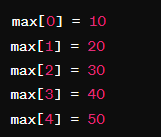 max[0] = 10
max[1] = 20
max[2] = 30
max[3] = 40
max[4] = 50